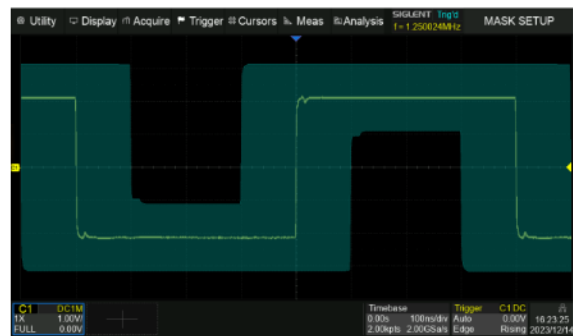 Utility Display Acquire Trigger Cursors Meas Analysis SIGLENT Tng'd MASK SETUP
f = 1.250024MHz
C1 DC1M
1X 1.00V/
FULL 0.00V
Timebase
0.00s 100ns/div
2.00kpts 2.00GSa/s
Trigger C1 DC
Auto 0.00V
Edge Rising
16:23:25
2023/12/14